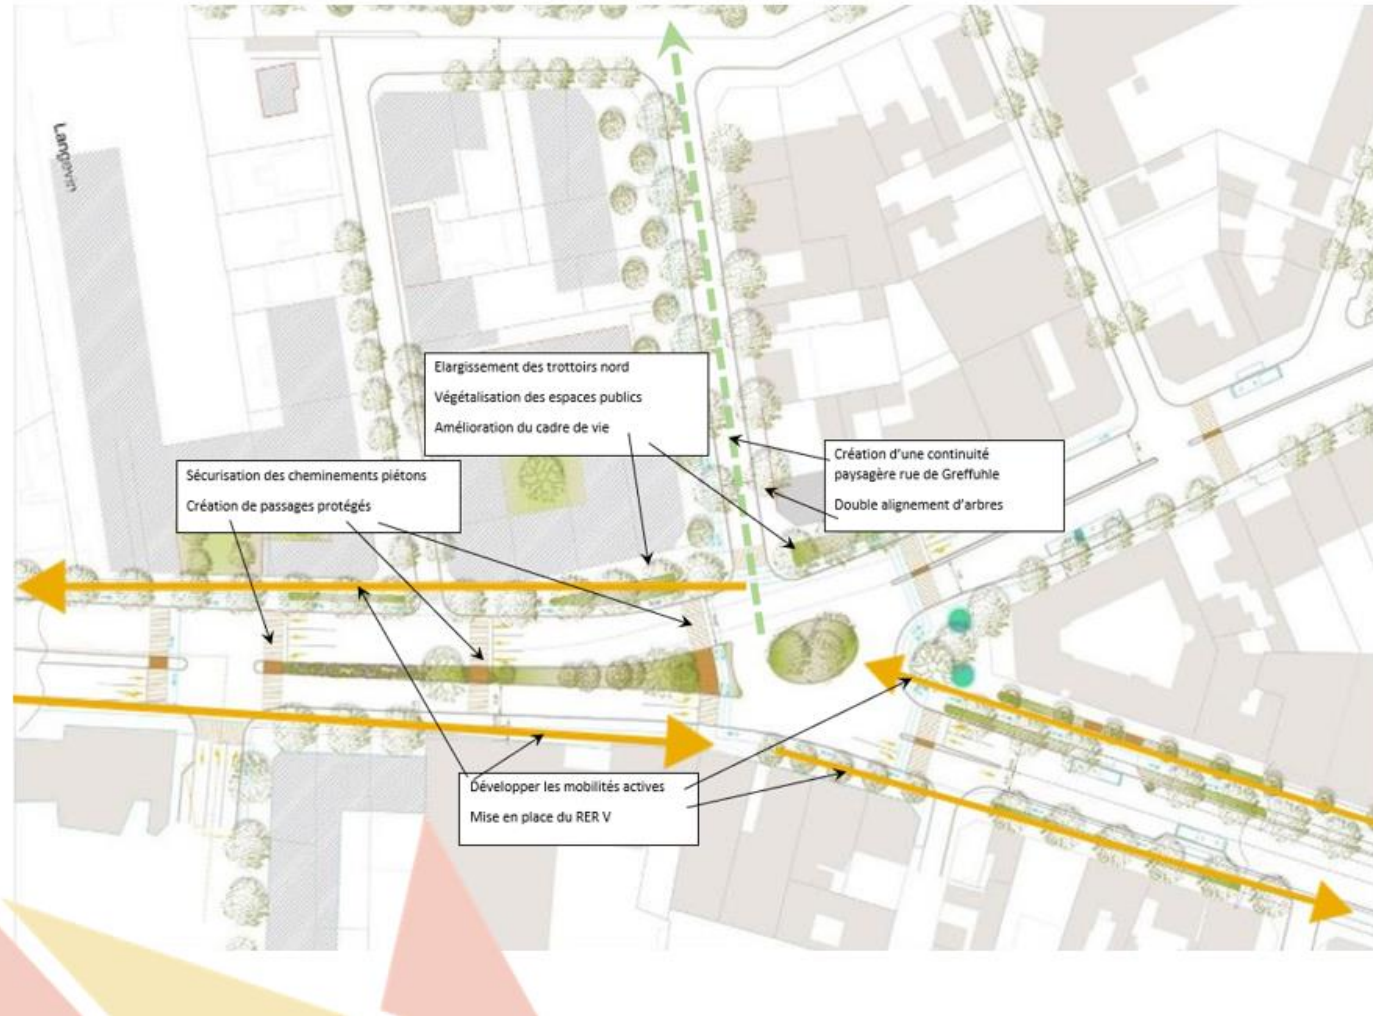 Langevin
Elargissement des trottoirs nord
Végétalisation des espaces publics
Amélioration du cadre de vie
Création d'une continuité
paysagère rue de Greffuhle
Double alignement d'arbres
Sécurisation des cheminements piétons
Création de passages protégés
Développer les mobilités actives
Mise en place du RER V